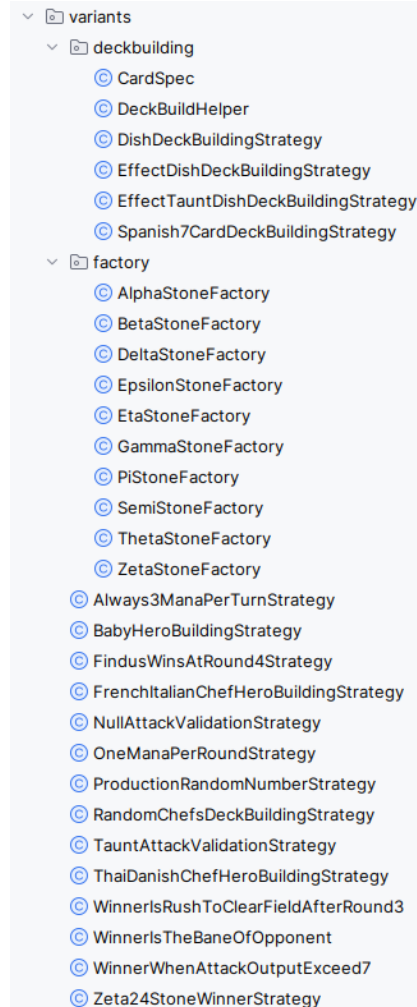 variants
deckbuilding
CardSpec
DeckBuildHelper
DishDeckBuildingStrategy
EffectDishDeckBuildingStrategy
EffectTauntDishDeckBuildingStrategy
Spanish7CardDeckBuildingStrategy
factory
AlphaStoneFactory
BetaStoneFactory
DeltaStoneFactory
EpsilonStoneFactory
EtaStoneFactory
GammaStoneFactory
PiStoneFactory
SemiStoneFactory
ThetaStoneFactory
ZetaStoneFactory
Always3ManaPerTurnStrategy
BabyHeroBuildingStrategy
FindusWinsAtRound4Strategy
FrenchItalianChefHeroBuildingStrategy
NullAttackValidationStrategy
OneManaPerRoundStrategy
ProductionRandomNumberStrategy
RandomChefsDeckBuildingStrategy
TauntAttackValidationStrategy
ThaiDanishChefHeroBuildingStrategy
WinnerIsRushToClearFieldAfterRound3
WinnerIsTheBaneOfOpponent
WinnerWhenAttackOutputExceed7
Zeta24StoneWinnerStrategy